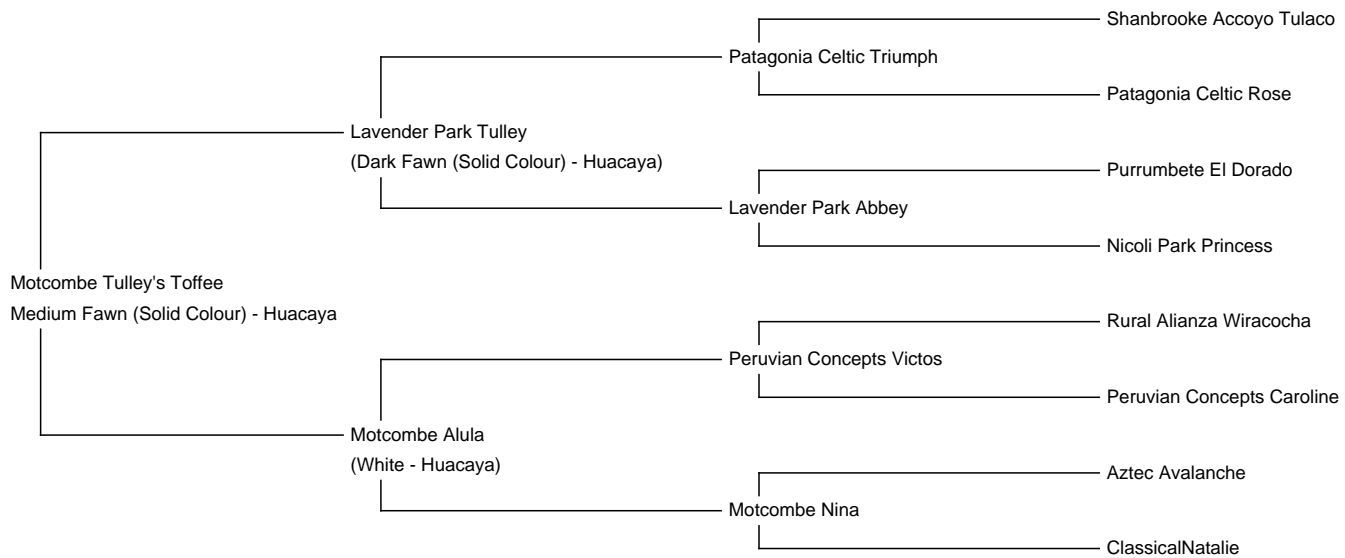 Shanbrooke Accoyo Tulaco
Patagonia Celtic Triumph
Patagonia Celtic Rose
Lavender Park Tulley
(Dark Fawn (Solid Colour) - Huacaya)
Purrumbete El Dorado
Lavender Park Abbey
Nicoli Park Princess
Motcombe Tulley's Toffee
Medium Fawn (Solid Colour) - Huacaya
Rural Alianza Wiracocha
Peruvian Concepts Victos
Peruvian Concepts Caroline
Motcombe Alula
(White - Huacaya)
Aztec Avalanche
Motcombe Nina
ClassicalNatalie